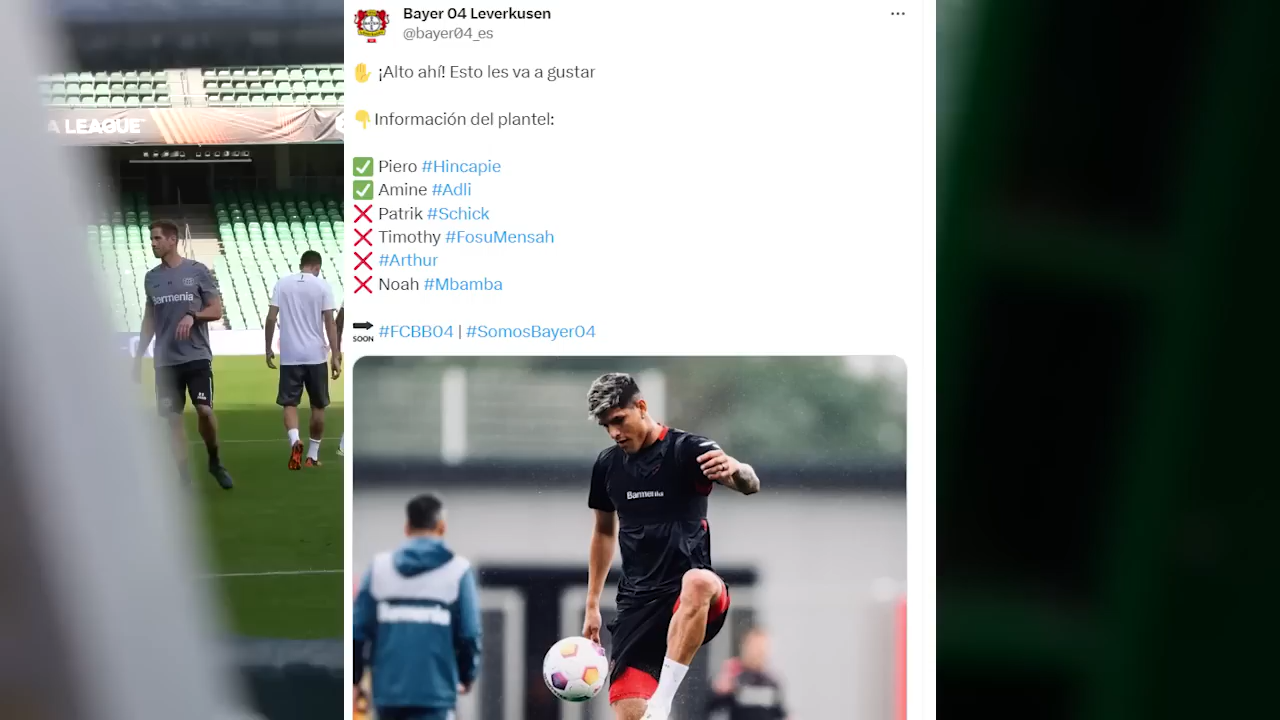 Bayer 04 Leverkusen
@bayer04_es
✋ ¡Alto ahí! Esto les va a gustar
👇 Información del plantel:
✅ Piero #Hincapie
✅ Amine #Adli
❌ Patrik #Schick
❌ Timothy #FosuMensah
❌ #Arthur
❌ Noah #Mbamba
🔜 #FCBB04 | #SomosBayer04
A LEAGUE
Barmenia
Barmenia
Barmenia